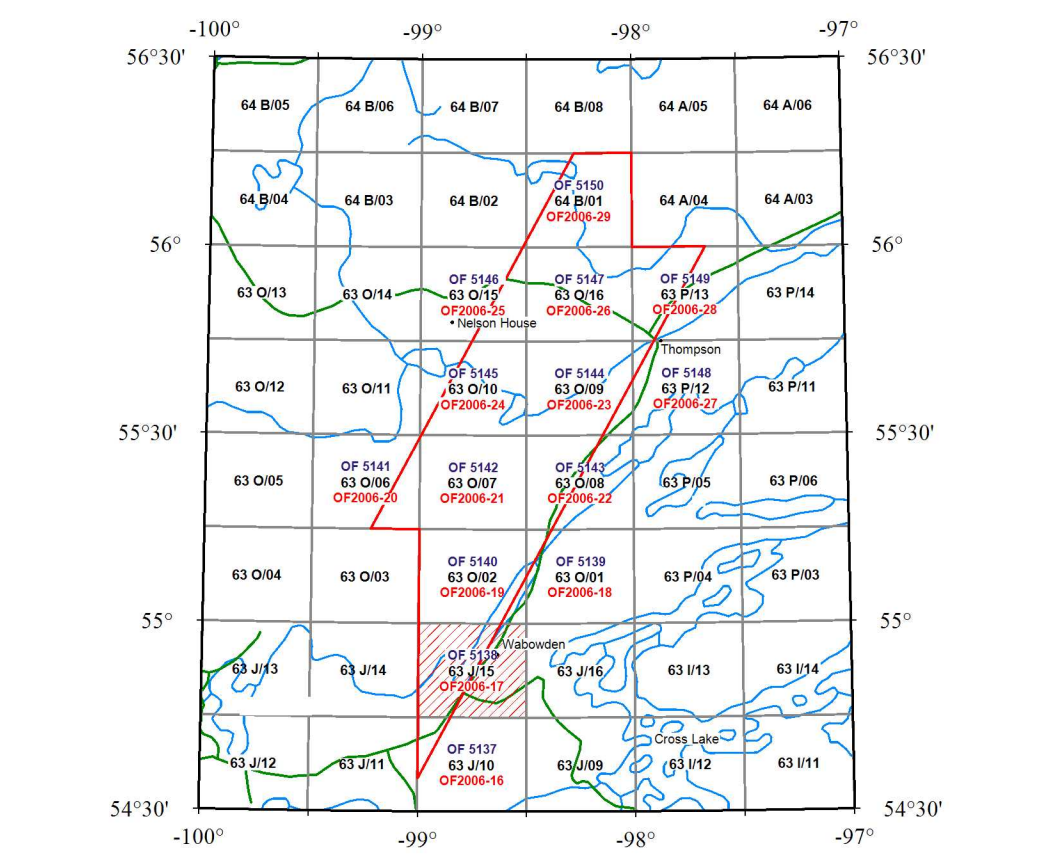 -100° -99° -98° -97°
56°30' 56°30'
64 B/05 64 B/06 64 B/07 64 B/08 64 A/05 64 A/06
OF 5150
64 B/04 64 B/03 64 B/02 64 B/01 64 A/04 64 A/03
OF2006-29
56° 56°
OF 5146 OF 5147 OF 5149
63 O/13 63 O/14 63 O/15 63 O/16 63 P/13 63 P/14
OF2006-25 OF2006-26 OF2006-28
Nelson House
Thompson
OF 5145 OF 5144 OF 5148
63 O/12 63 O/11 63 O/10 63 O/09 63 P/12 63 P/11
OF2006-24 OF2006-23 OF2006-27
55°30' 55°30'
OF 5141 OF 5142 OF 5143
63 O/05 63 O/06 63 O/07 63 O/08 63 P/05 63 P/06
OF2006-20 OF2006-21 OF2006-22
OF 5140 OF 5139
63 O/04 63 O/03 63 O/02 63 O/01 63 P/04 63 P/03
OF2006-19 OF2006-18
55° 55°
Wabowden
OF 5138
63 J/13 63 J/14 63 J/15 63 J/16 63 I/13 63 I/14
OF2006-17
Cross Lake
OF 5137
63 J/12 63 J/11 63 J/10 63 J/09 63 I/12 63 I/11
OF2006-16
54°30' 54°30'
-100° -99° -98° -97°